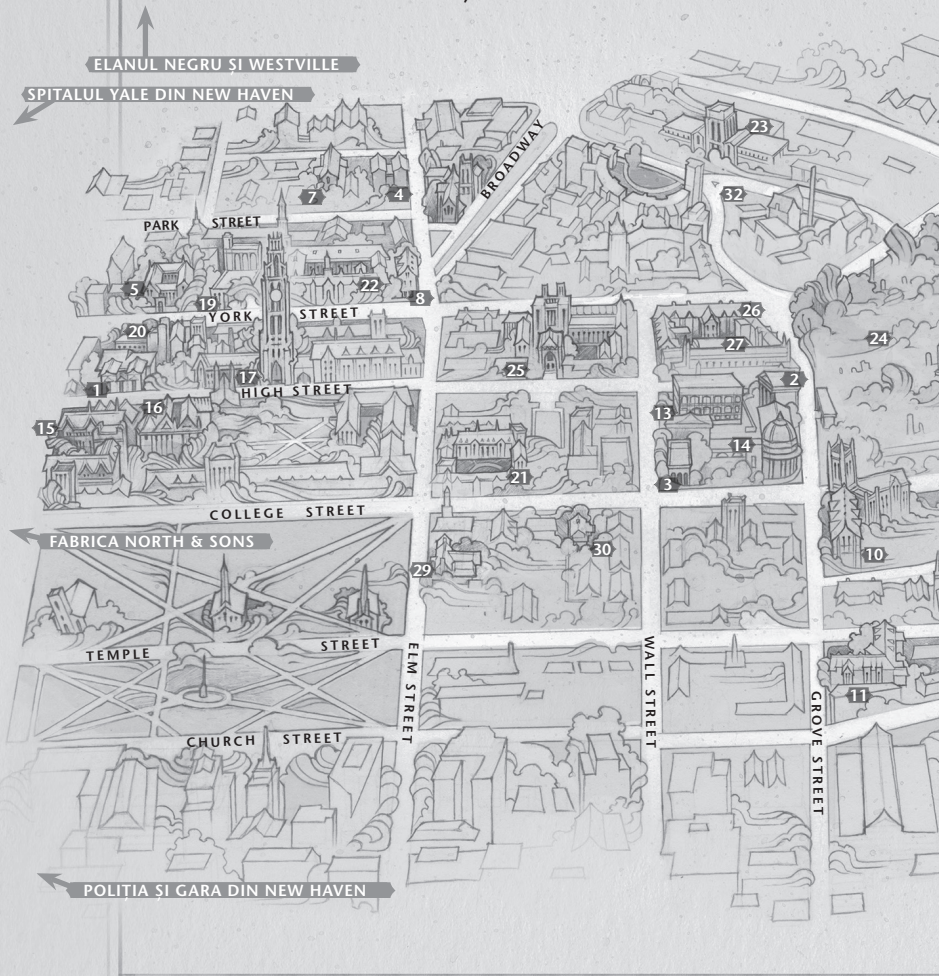 ELANUL NEGRU ȘI WESTVILLE
SPITALUL YALE DIN NEW HAVEN
BROADWAY
23
7
4
32
PARK STREET
5
19
22
8
YORK STREET
26
20
27
24
25
17
1
HIGH STREET
2
16
15
13
14
21
3
COLLEGE STREET
FABRICA NORTH & SONS
30
10
29
TEMPLE STREET
ELM STREET
WALL STREET
GROVE STREET
11
CHURCH STREET
POLIȚIA ȘI GARA DIN NEW HAVEN